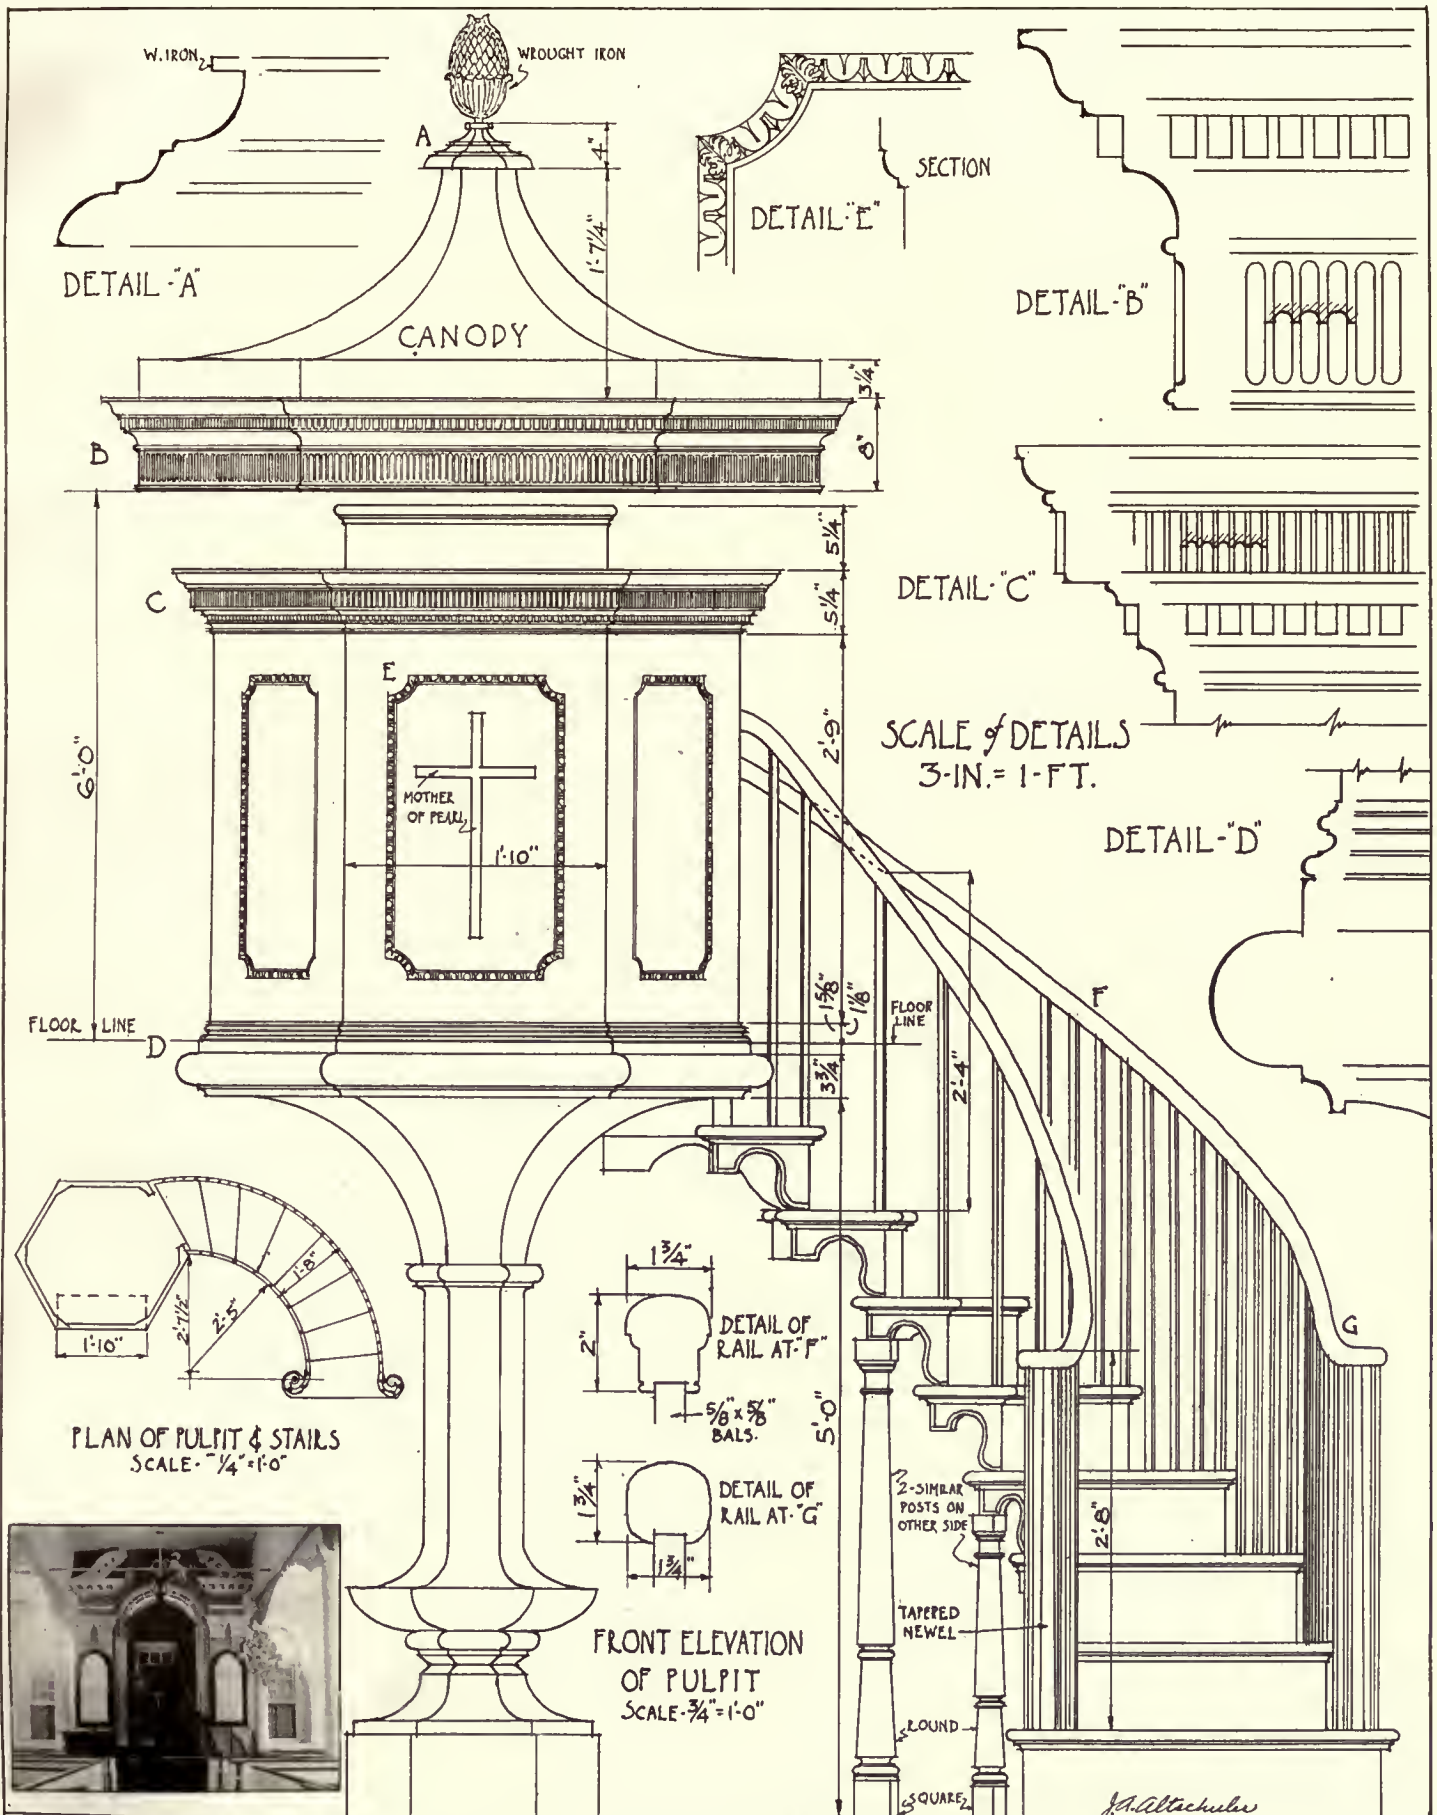 W. IRON
WROUGHT IRON
A
4"
1'-7¼"
SECTION
DETAIL-"E"
DETAIL-"A"
DETAIL-"B"
CANOPY
3¼"
B
8"
5¼"
C
5¼"
DETAIL-"C"
E
6'-0"
2'-9"
SCALE of DETAILS
3-IN. = 1-FT.
MOTHER
OF PEARL
1'-10"
DETAIL-"D"
FLOOR LINE
D
1⅝"
1⅛"
FLOOR
LINE
F
3¾"
2'-4"
1'-8"
2'-7½"
2'-5"
1'-10"
PLAN OF PULPIT & STAIRS
SCALE-¼"=1'-0"
1¾"
2"
DETAIL OF
RAIL AT-"F"
⅝"x⅝"
BALS.
G
5'-0"
1¾"
DETAIL OF
RAIL AT-"G"
1¾"
2-SIMILAR
POSTS ON
OTHER SIDE
2'-8"
TAPERED
NEWEL
FRONT ELEVATION
OF PULPIT
SCALE-¾"=1'-0"
ROUND
SQUARE
J.A. Altschuler